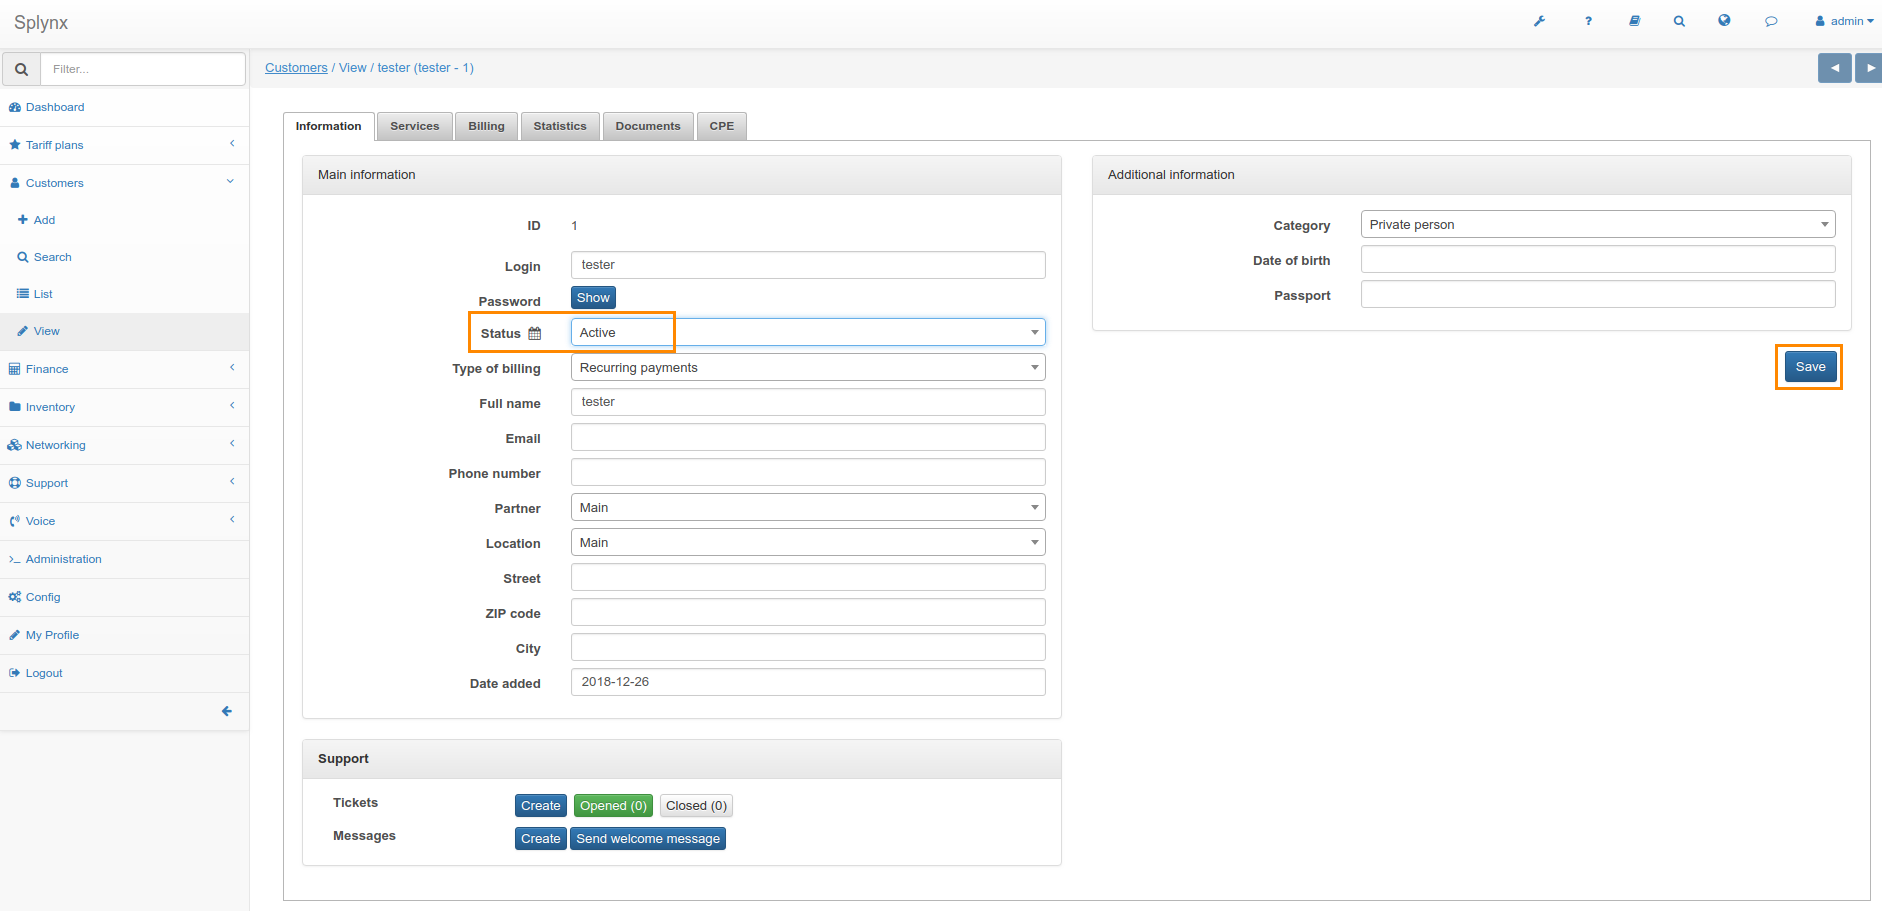 Splynx
? admin
Filter...
Customers / View / tester (tester - 1)
Dashboard
Tariff plans
Customers
Add
Search
List
View
Finance
Inventory
Networking
Support
Voice
Administration
Config
My Profile
Logout
Information Services Billing Statistics Documents CPE
Main information
ID 1
Login tester
Password Show
Status Active
Type of billing Recurring payments
Full name tester
Email
Phone number
Partner Main
Location Main
Street
ZIP code
City
Date added 2018-12-26
Additional information
Category Private person
Date of birth
Passport
Save
Support
Tickets Create Opened (0) Closed (0)
Messages Create Send welcome message